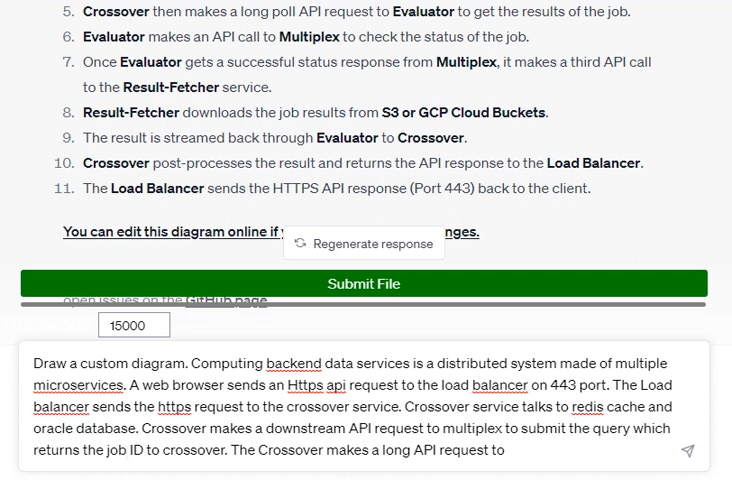 5. Crossover then makes a long poll API request to Evaluator to get the results of the job.
6. Evaluator makes an API call to Multiplex to check the status of the job.
7. Once Evaluator gets a successful status response from Multiplex, it makes a third API call
to the Result-Fetcher service.
8. Result-Fetcher downloads the job results from S3 or GCP Cloud Buckets.
9. The result is streamed back through Evaluator to Crossover.
10. Crossover post-processes the result and returns the API response to the Load Balancer.
11. The Load Balancer sends the HTTPS API response (Port 443) back to the client.
You can edit this diagram online if nges.
Regenerate response
Submit File
open issues on the GitHub page
15000
Draw a custom diagram. Computing backend data services is a distributed system made of multiple
microservices. A web browser sends an Https api request to the load balancer on 443 port. The Load
balancer sends the https request to the crossover service. Crossover service talks to redis cache and
oracle database. Crossover makes a downstream API request to multiplex to submit the query which
returns the job ID to crossover. The Crossover makes a long API request to